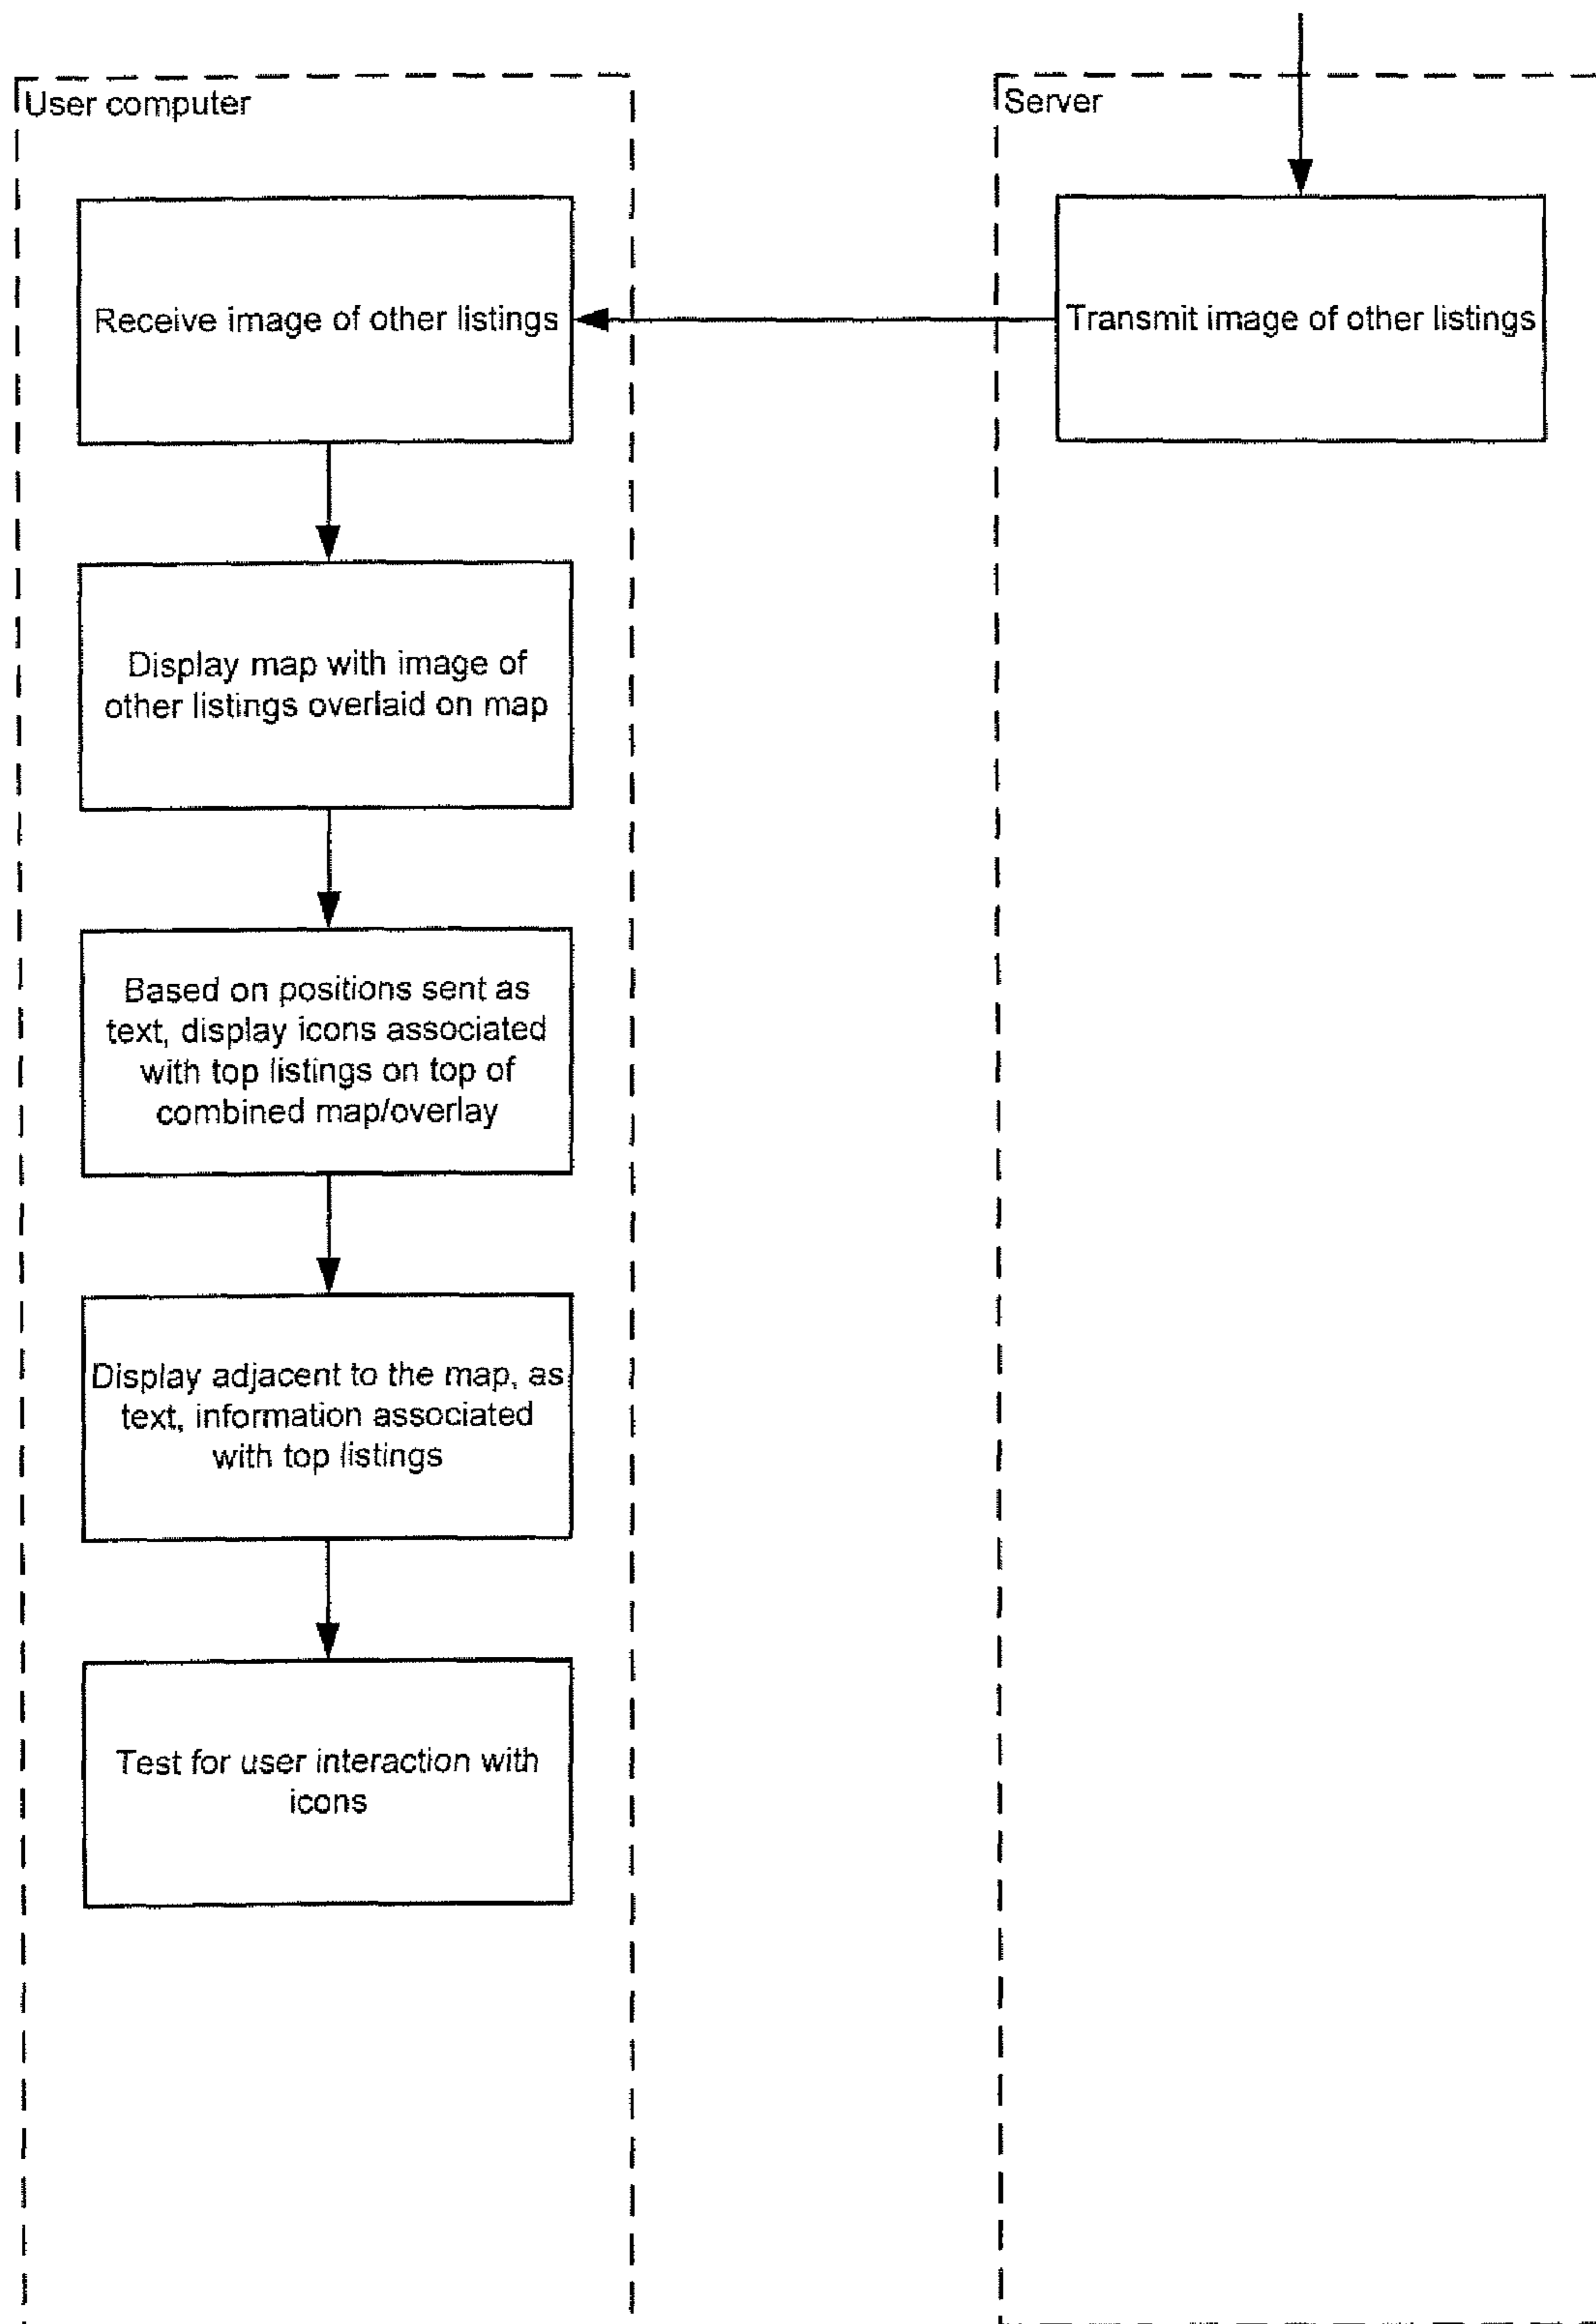 User computer
Server
Receive image of other listings
Transmit image of other listings
Display map with image of
other listings overlaid on map
Based on positions sent as
text, display icons associated
with top listings on top of
combined map/overlay
Display adjacent to the map, as
text, information associated
with top listings
Test for user interaction with
icons